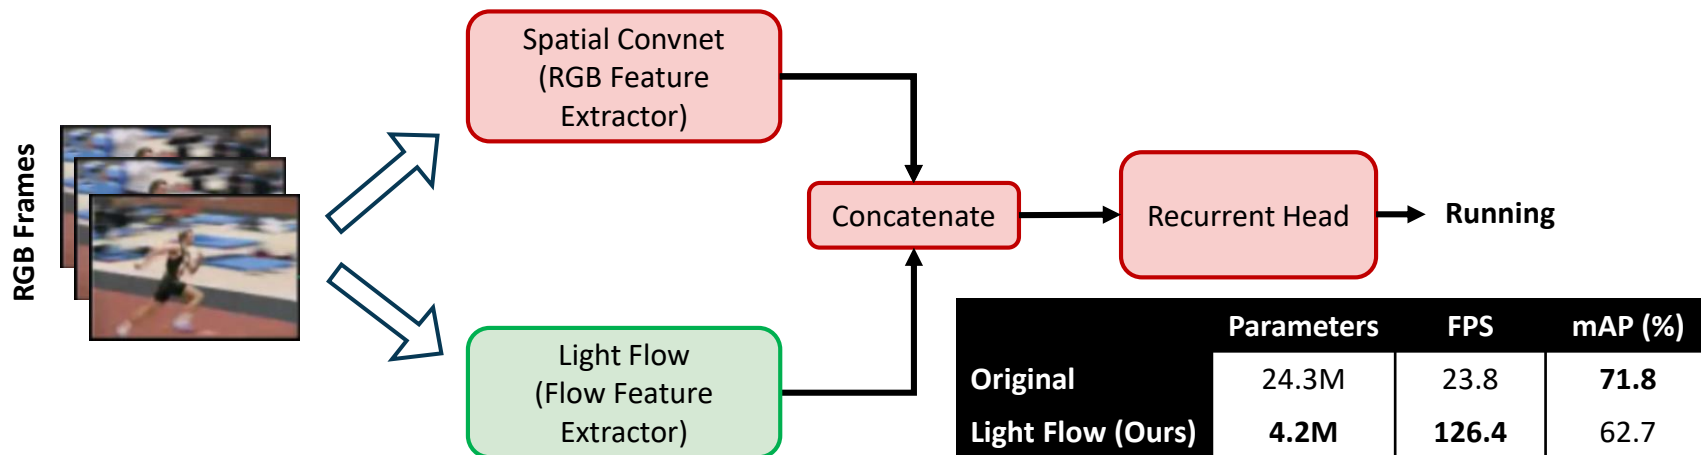 RGB Frames
Spatial Convnet
(RGB Feature
Extractor)
Light Flow
(Flow Feature
Extractor)
Concatenate
Recurrent Head
Running
Parameters FPS mAP (%)
Original 24.3M 23.8 71.8
Light Flow (Ours) 4.2M 126.4 62.7